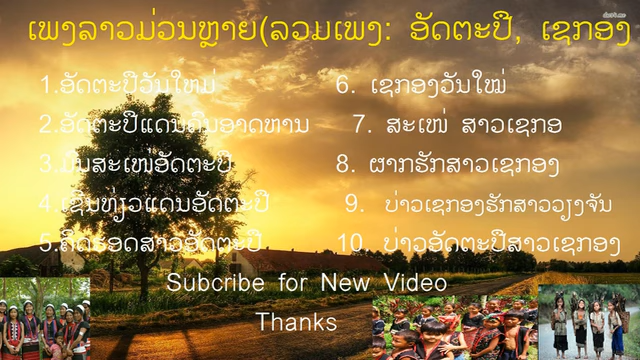 ເພງລາວມ່ວນຫຼາຍ(ລວມເພງ: ອັດຕະປື, ເຊກອງ
1.ອັດຕະປືວັນໃຫມ່
2.ອັດຕະປືແດນຄົນອາດຫານ
3.ມົນສະເໜ່ອັດຕະປື
4.ເຊີນທ່ຽວແດນອັດຕະປື
5.ຄິດຮອດສາວອັດຕະປື
6. ເຊກອງວັນໃໝ່
7. ສະເໜ່ ສາວເຊກອ
8. ຝາກຮັກສາວເຊກອງ
9. ບ່າວເຊກອງຮັກສາວວຽງຈັນ
10. ບ່າວອັດຕະປືສາວເຊກອງ
Subcribe for New Video
Thanks